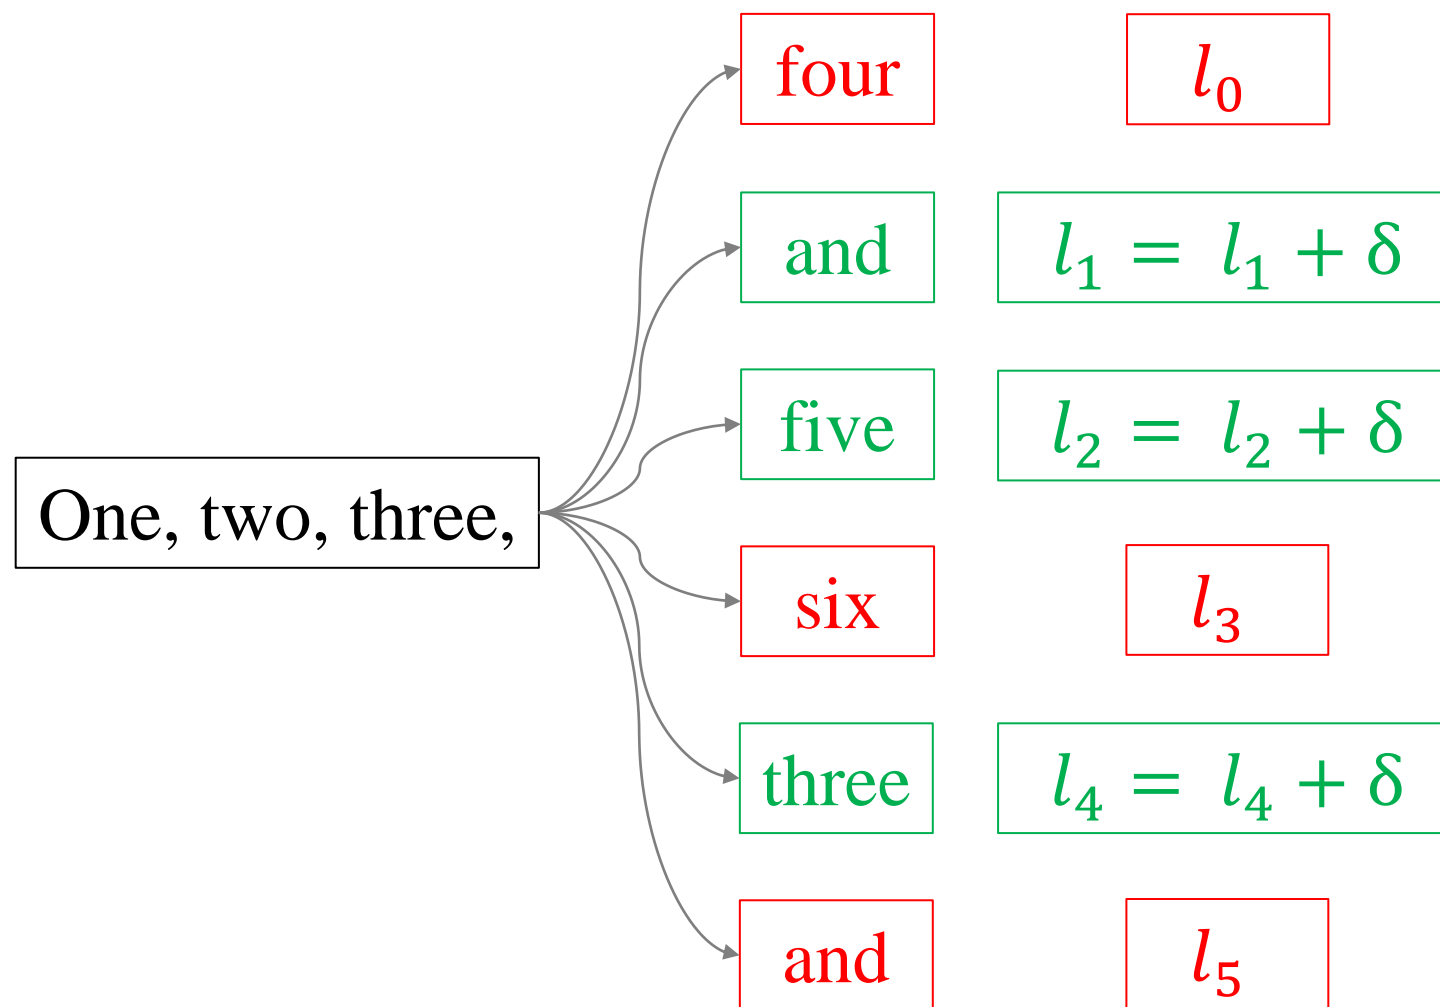 four l₀
and l₁ = l₁ + δ
five l₂ = l₂ + δ
One, two, three,
six l₃
three l₄ = l₄ + δ
and l₅